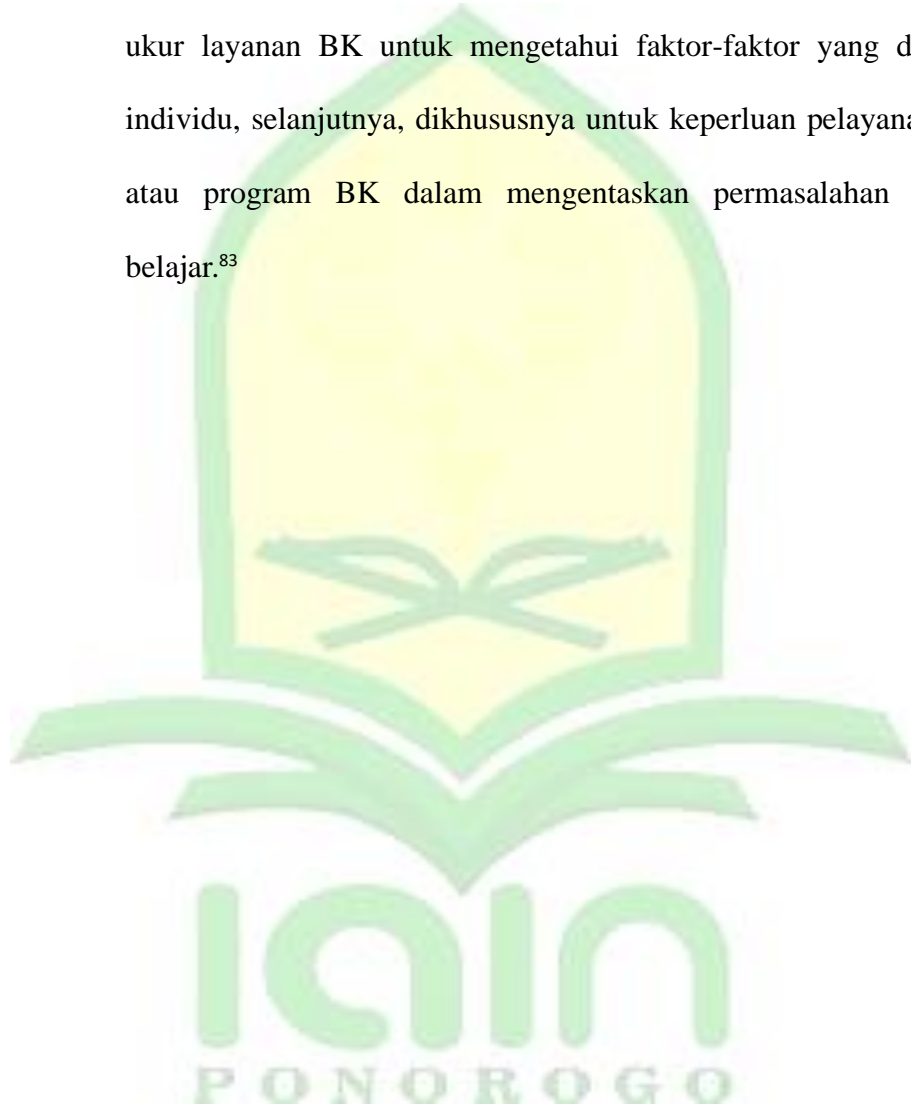 ukur layanan BK untuk mengetahui faktor-faktor yang d
individu, selanjutnya, dikhususnya untuk keperluan pelayana
atau program BK dalam mengentaskan permasalahan
belajar.⁸³
iain
PONOROGO